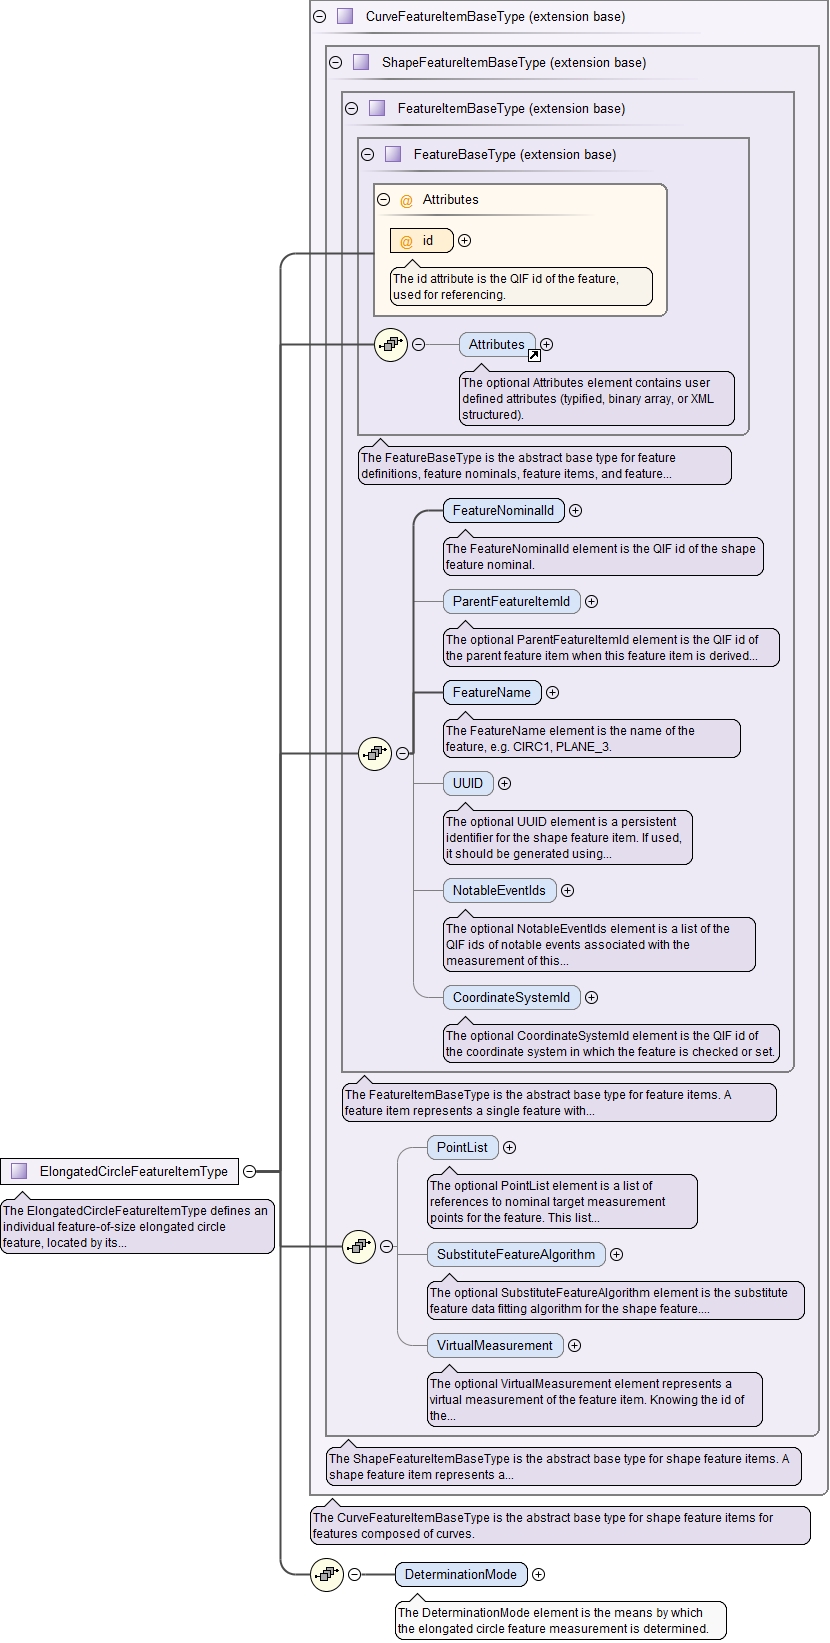 CurveFeatureItemBaseType (extension base)
ShapeFeatureItemBaseType (extension base)
FeatureItemBaseType (extension base)
FeatureBaseType (extension base)
@ Attributes
@ id
The id attribute is the QIF id of the feature,
used for referencing.
Attributes
The optional Attributes element contains user
defined attributes (typified, binary array, or XML
structured).
The FeatureBaseType is the abstract base type for feature
definitions, feature nominals, feature items, and feature...
FeatureNominalId
The FeatureNominalId element is the QIF id of the shape
feature nominal.
ParentFeatureItemId
The optional ParentFeatureItemId element is the QIF id of
the parent feature item when this feature item is derived...
FeatureName
The FeatureName element is the name of the
feature, e.g. CIRC1, PLANE_3.
UUID
The optional UUID element is a persistent
identifier for the shape feature item. If used,
it should be generated using...
NotableEventIds
The optional NotableEventIds element is a list of the
QIF ids of notable events associated with the
measurement of this...
CoordinateSystemId
The optional CoordinateSystemId element is the QIF id of
the coordinate system in which the feature is checked or set.
The FeatureItemBaseType is the abstract base type for feature items. A
feature item represents a single feature with...
PointList
The optional PointList element is a list of
references to nominal target measurement
points for the feature. This list...
ElongatedCircleFeatureItemType
The ElongatedCircleFeatureItemType defines an
individual feature-of-size elongated circle
feature, located by its...
SubstituteFeatureAlgorithm
The optional SubstituteFeatureAlgorithm element is the substitute
feature data fitting algorithm for the shape feature....
VirtualMeasurement
The optional VirtualMeasurement element represents a
virtual measurement of the feature item. Knowing the id of
the...
The ShapeFeatureItemBaseType is the abstract base type for shape feature items. A
shape feature item represents a...
The CurveFeatureItemBaseType is the abstract base type for shape feature items for
features composed of curves.
DeterminationMode
The DeterminationMode element is the means by which
the elongated circle feature measurement is determined.